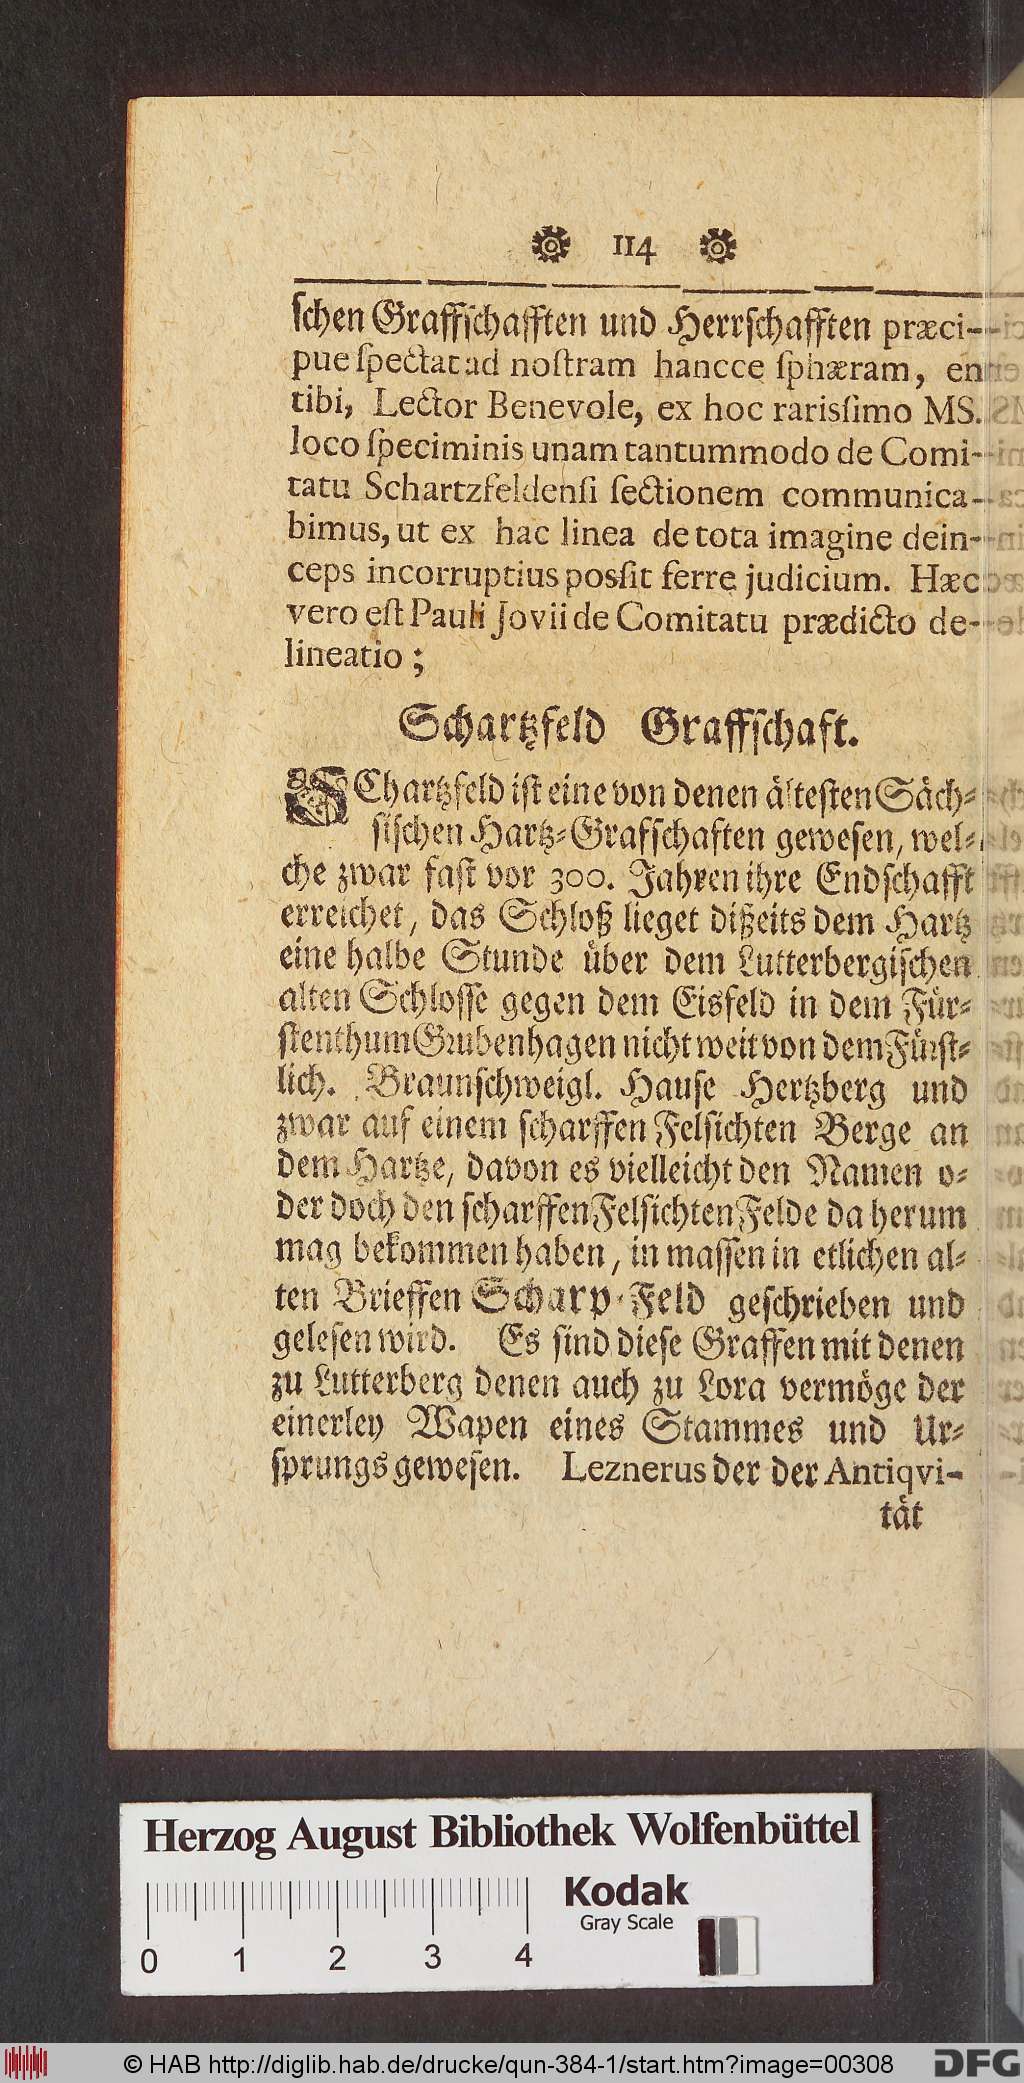 114
schen Graffschafften und Herrschafften præci-
pue spectat ad nostram hancce sphæram, en
tibi, Lector Benevole, ex hoc rarissimo MS.
loco speciminis unam tantummodo de Comi-
tatu Schartzfeldensi sectionem communica-
bimus, ut ex hac linea de tota imagine dein-
ceps incorruptius possit ferre judicium. Hæc
vero est Pauli Jovii de Comitatu prædicto de-
lineatio;
Schartzfeld Graffschaft.
SChartzfeld ist eine von denen ältesten Säch-
sischen Hartz-Grafschaften gewesen, wel-
che zwar fast vor 300. Jahren ihre Endschafft
erreichet, das Schloß lieget dißeits dem Hartz
eine halbe Stunde über dem Lutterbergischen
alten Schlosse gegen dem Eisfeld in dem Für-
stenthum Grubenhagen nicht weit von dem Fürst-
lich. Braunschweigl. Hause Hertzberg und
zwar auf einem scharffen Felsichten Berge an
dem Hartze, davon es vielleicht den Namen o-
der doch den scharffen Felsichten Felde da herum
mag bekommen haben, in massen in etlichen al-
ten Brieffen Scharp-Feld geschrieben und
gelesen wird. Es sind diese Graffen mit denen
zu Lutterberg denen auch zu Lora vermöge der
einerley Wapen eines Stammes und Ur-
sprungs gewesen. Leznerus der der Antiqvi-
tät
Herzog August Bibliothek Wolfenbüttel
Kodak
Gray Scale
0 1 2 3 4
© HAB http://diglib.hab.de/drucke/qun-384-1/start.htm?image=00308
DFG